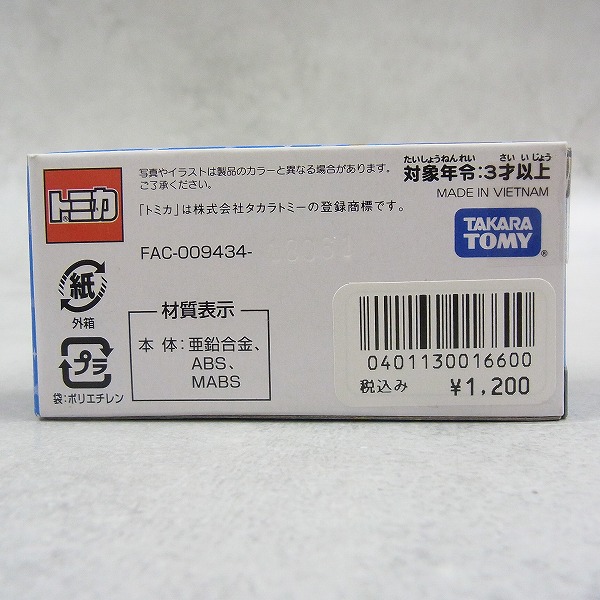 トミカ
®
写真やイラストは製品のカラーと異なる場合があります。
ご了承ください。
「トミカ」は株式会社タカラトミーの登録商標です。
たいしょうねんれい さいいじょう
対象年令:3才以上
MADE IN VIETNAM
TAKARA
TOMY
®
FAC-009434-
紙
外箱
プラ
袋:ポリエチレン
材質表示
本体:亜鉛合金、
ABS、
MABS
0401130016600
税込み ¥1,200